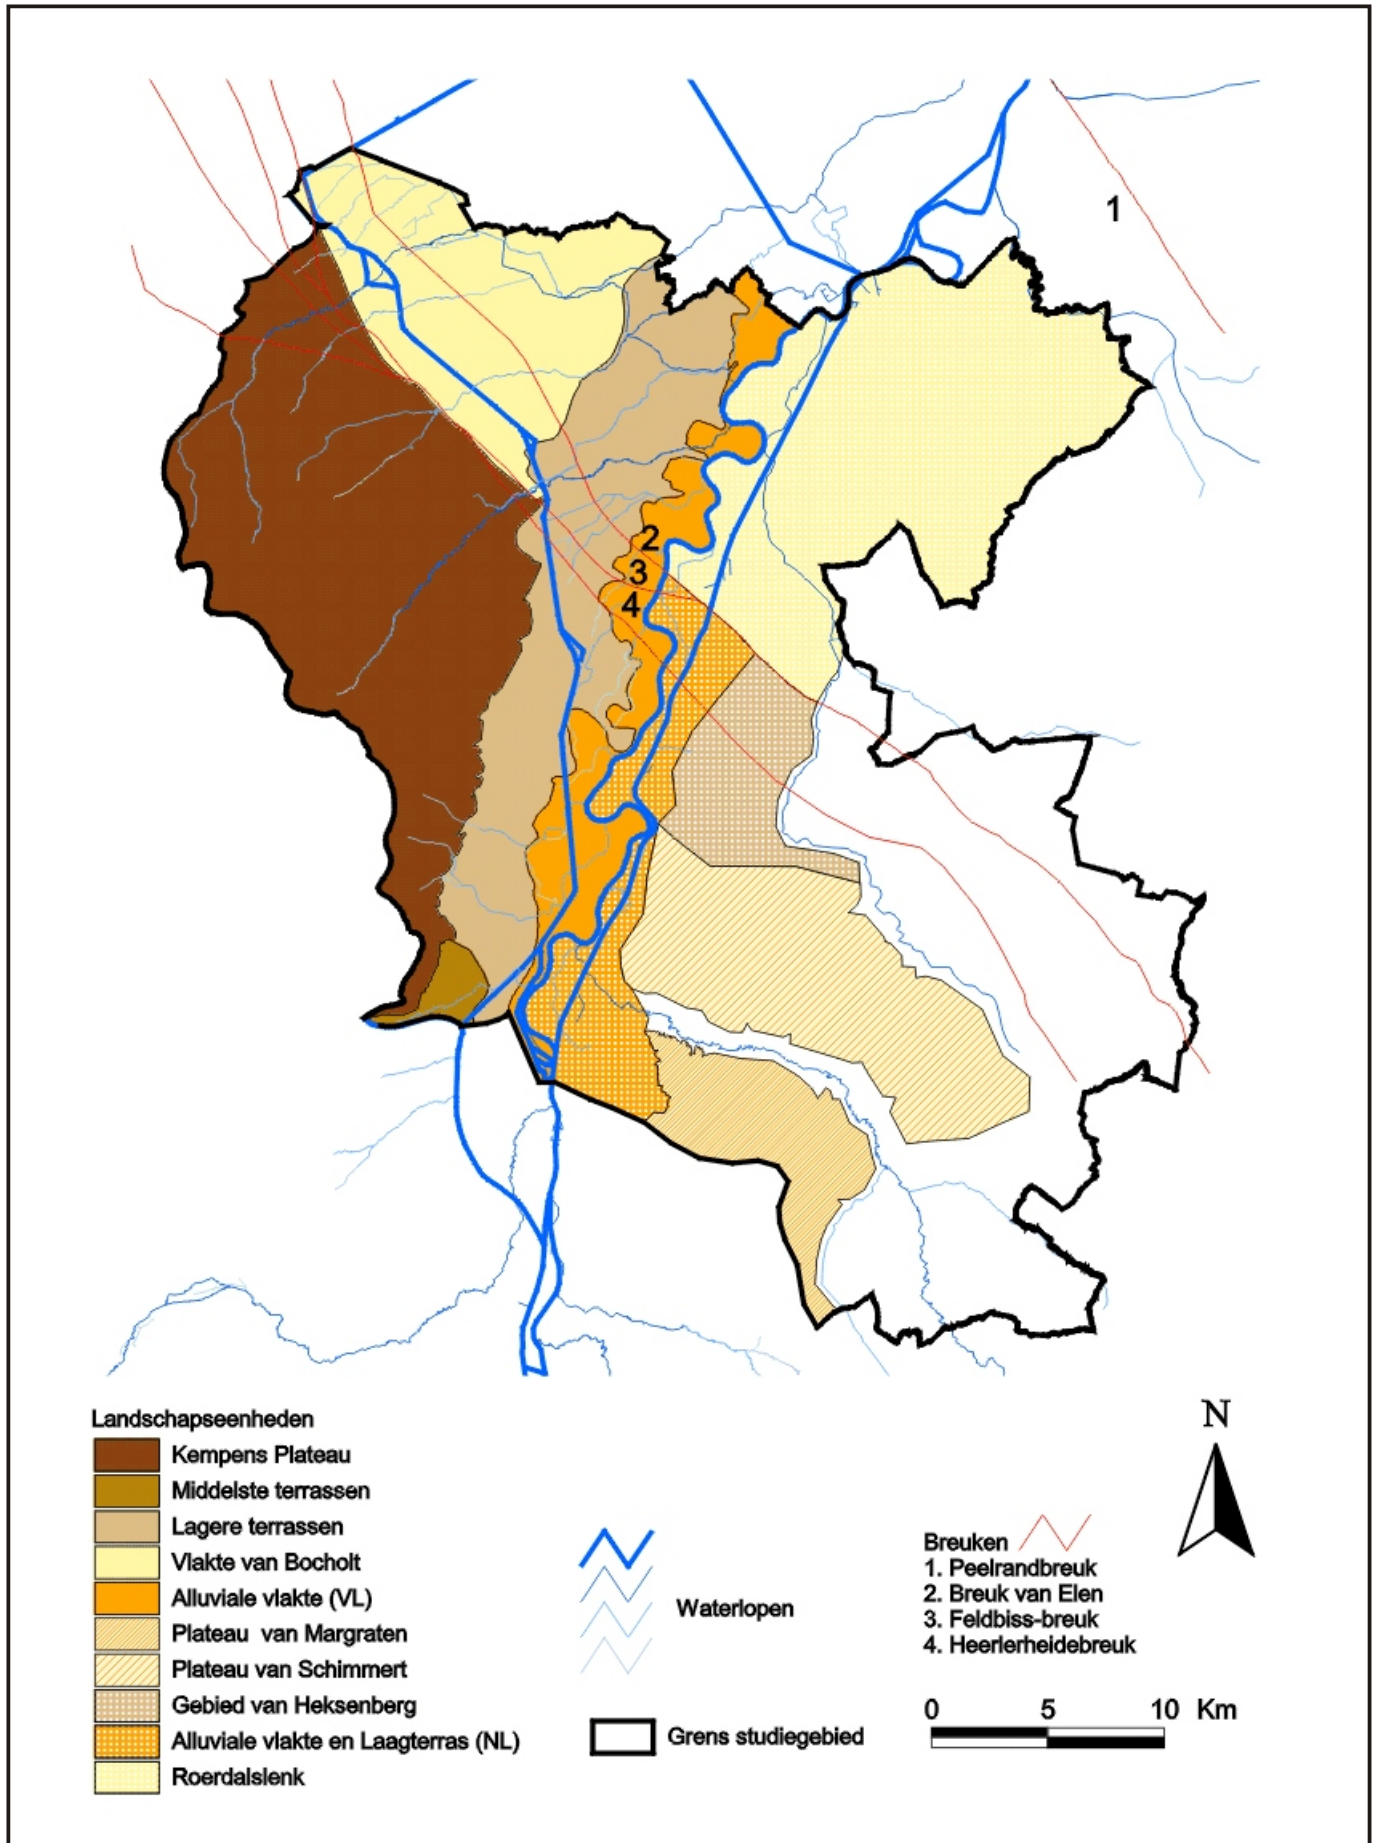 1
2
3
4
Landschapseenheden
Kempens Plateau
Middelste terrassen
Lagere terrassen
Vlakte van Bocholt
Alluviale vlakte (VL)
Plateau van Margraten
Plateau van Schimmert
Gebied van Heksenberg
Alluviale vlakte en Laagterras (NL)
Roerdalslenk
Waterlopen
Grens studiegebied
N
Breuken
1. Peelrandbreuk
2. Breuk van Elen
3. Feldbiss-breuk
4. Heerlerheidebreuk
0 5 10 Km